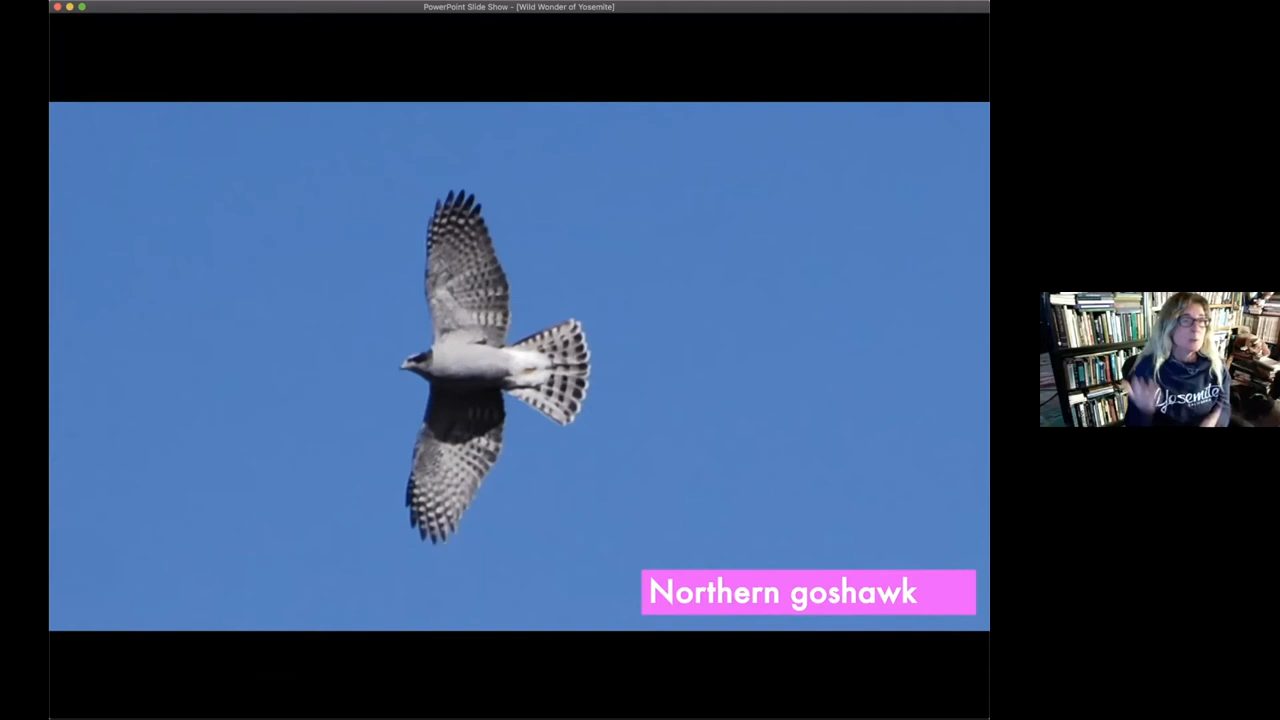 PowerPoint Slide Show - [Wild Wonder of Yosemite]
Northern goshawk
Yosemite